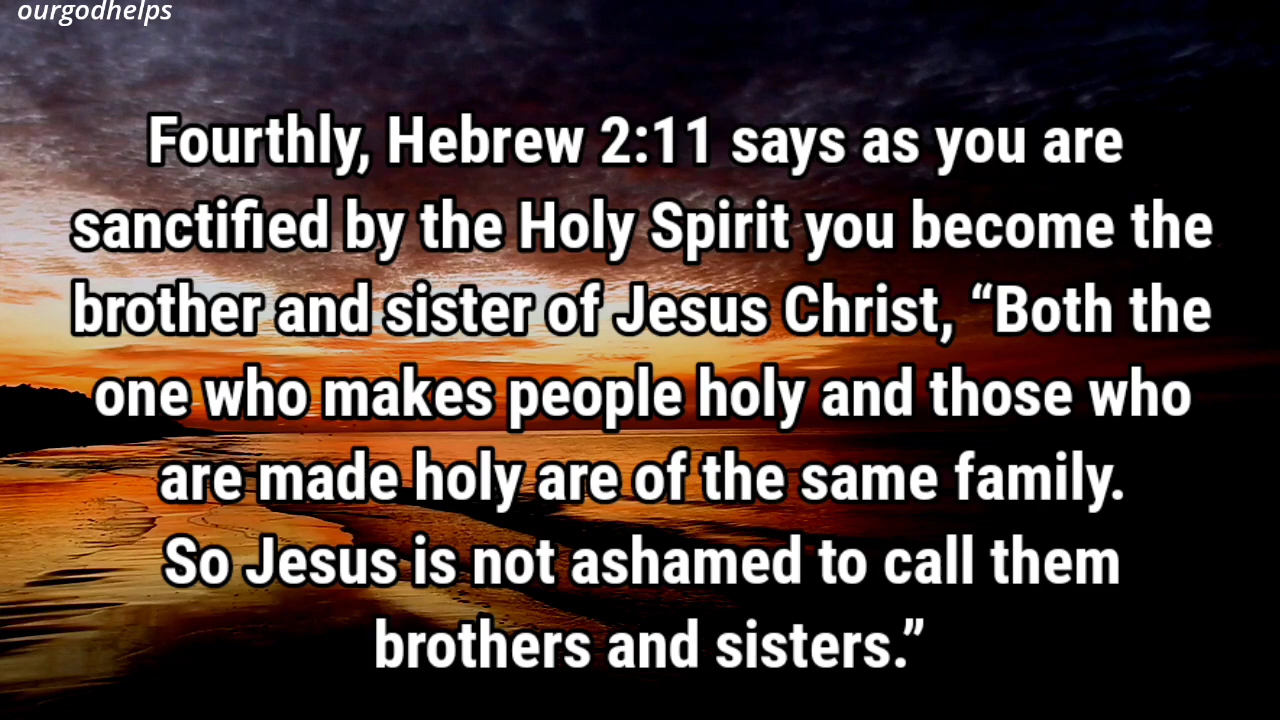 ourgodhelps
Fourthly, Hebrew 2:11 says as you are
sanctified by the Holy Spirit you become the
brother and sister of Jesus Christ, “Both the
one who makes people holy and those who
are made holy are of the same family.
So Jesus is not ashamed to call them
brothers and sisters.”